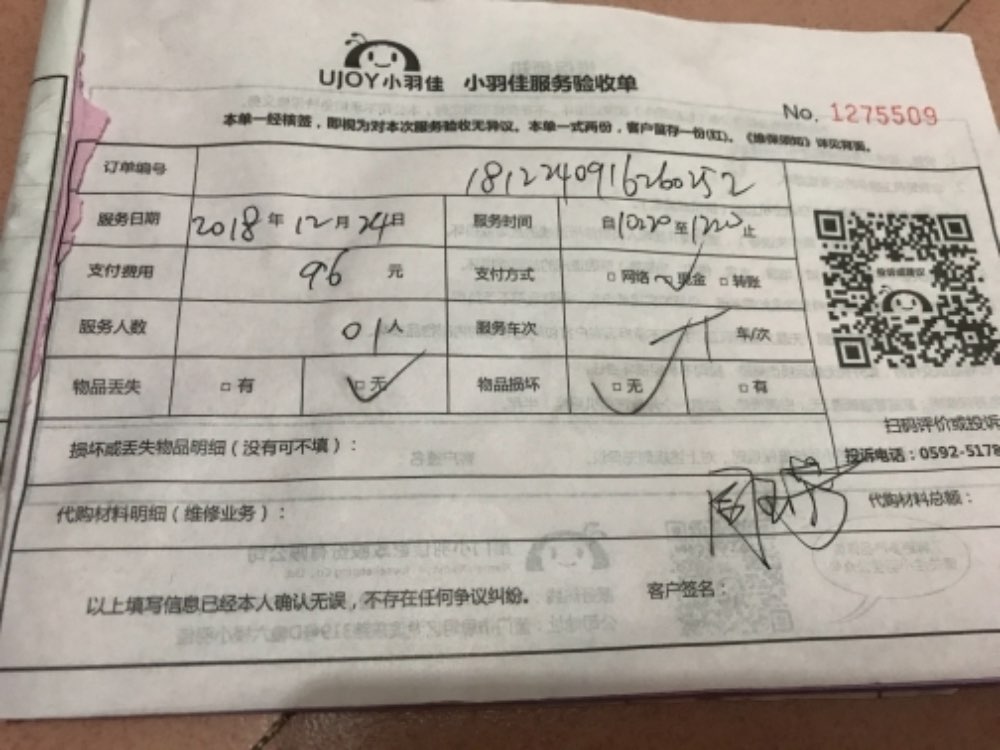 UJOY小羽佳 小羽佳服务验收单
No. 1275509
本单一经核签，即视为对本次服务验收无异议。本单一式两份，客户留存一份(红)。《维保须知》详见背面。
订单编号 1812240916260252
服务日期 2018年12月24日 服务时间 自1020至1220止
支付费用 96 元 支付方式 □网络 现金 □转账
服务人数 01人 服务车次 1 车/次
物品丢失 □有 □无 物品损坏 □无 □有
扫码评价或投诉
损坏或丢失物品明细（没有可不填）：
投诉电话：0592-5178
代购材料明细（维修业务）： 代购材料总额：
以上填写信息已经本人确认无误，不存在任何争议纠纷。 客户签名：